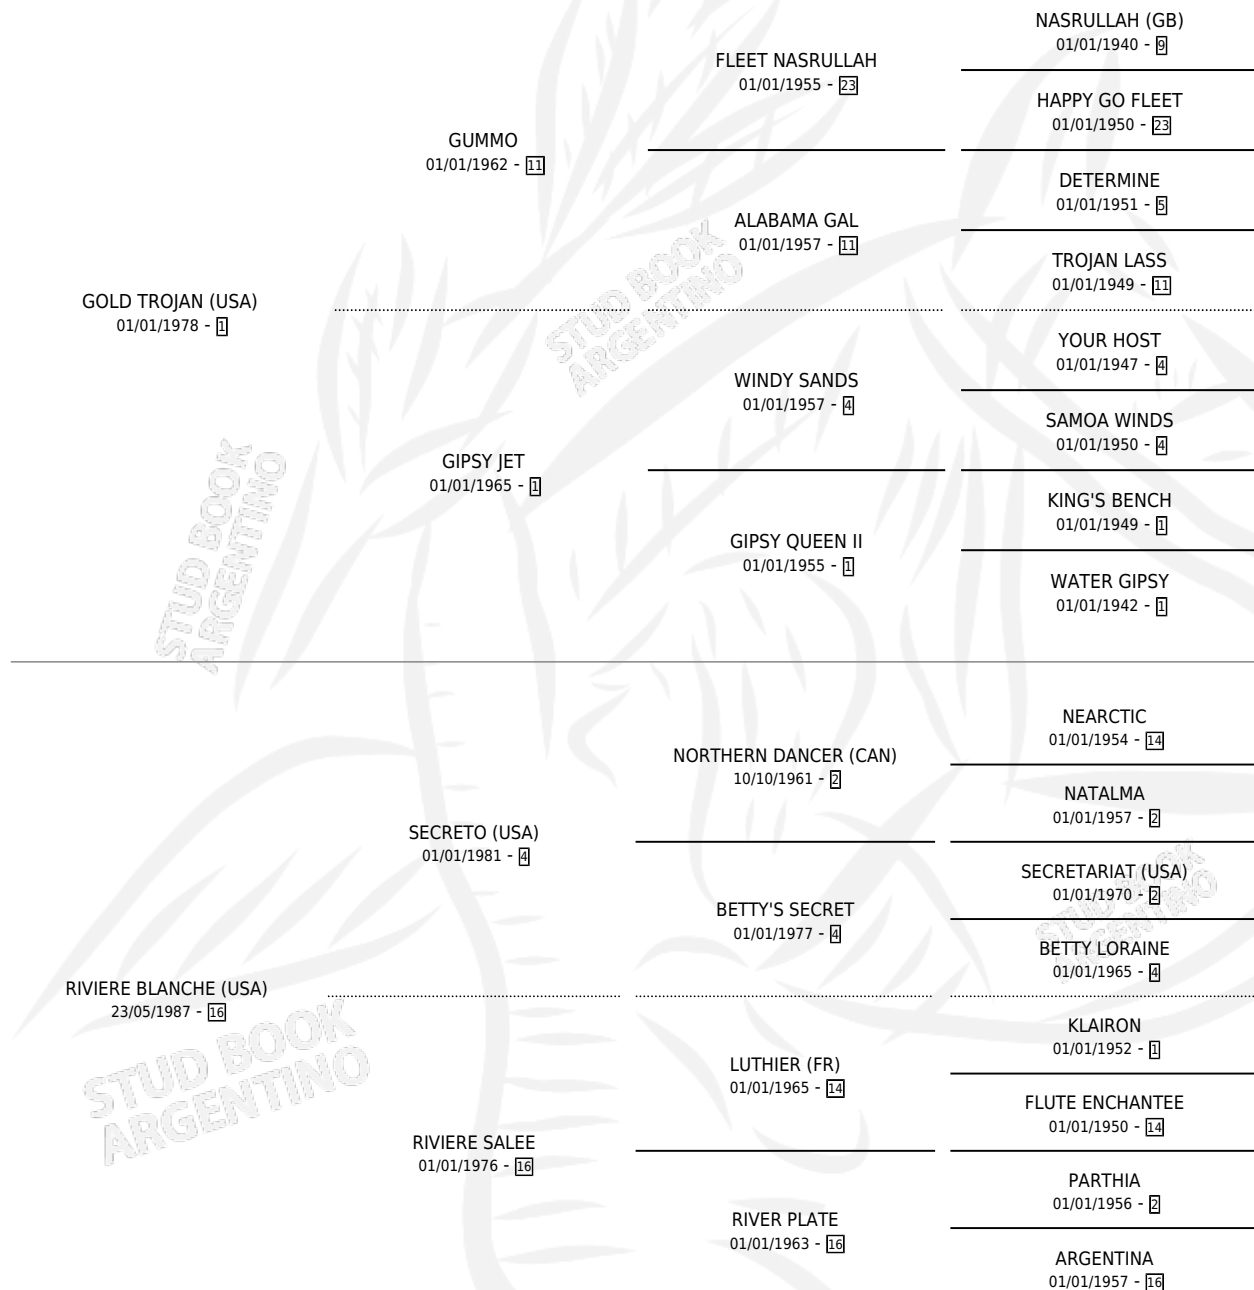 NASRULLAH (GB)
01/01/1940 - 9
FLEET NASRULLAH
01/01/1955 - 23
HAPPY GO FLEET
01/01/1950 - 23
GUMMO
01/01/1962 - 11
DETERMINE
01/01/1951 - 5
ALABAMA GAL
01/01/1957 - 11
TROJAN LASS
01/01/1949 - 11
GOLD TROJAN (USA)
01/01/1978 - 1
YOUR HOST
01/01/1947 - 4
WINDY SANDS
01/01/1957 - 4
SAMOA WINDS
01/01/1950 - 4
GIPSY JET
01/01/1965 - 1
KING'S BENCH
01/01/1949 - 1
GIPSY QUEEN II
01/01/1955 - 1
WATER GIPSY
01/01/1942 - 1
NEARCTIC
01/01/1954 - 14
NORTHERN DANCER (CAN)
10/10/1961 - 2
NATALMA
01/01/1957 - 2
SECRETO (USA)
01/01/1981 - 4
SECRETARIAT (USA)
01/01/1970 - 2
BETTY'S SECRET
01/01/1977 - 4
BETTY LORAINE
01/01/1965 - 4
RIVIERE BLANCHE (USA)
23/05/1987 - 16
KLAIRON
01/01/1952 - 1
LUTHIER (FR)
01/01/1965 - 14
FLUTE ENCHANTEE
01/01/1950 - 14
RIVIERE SALEE
01/01/1976 - 16
PARTHIA
01/01/1956 - 2
RIVER PLATE
01/01/1963 - 16
ARGENTINA
01/01/1957 - 16
STUD BOOK
ARGENTINO
STUD BOOK
ARGENTINO
STUD BOOK
ARGENTINO
STUD BOOK
ARGENTINO